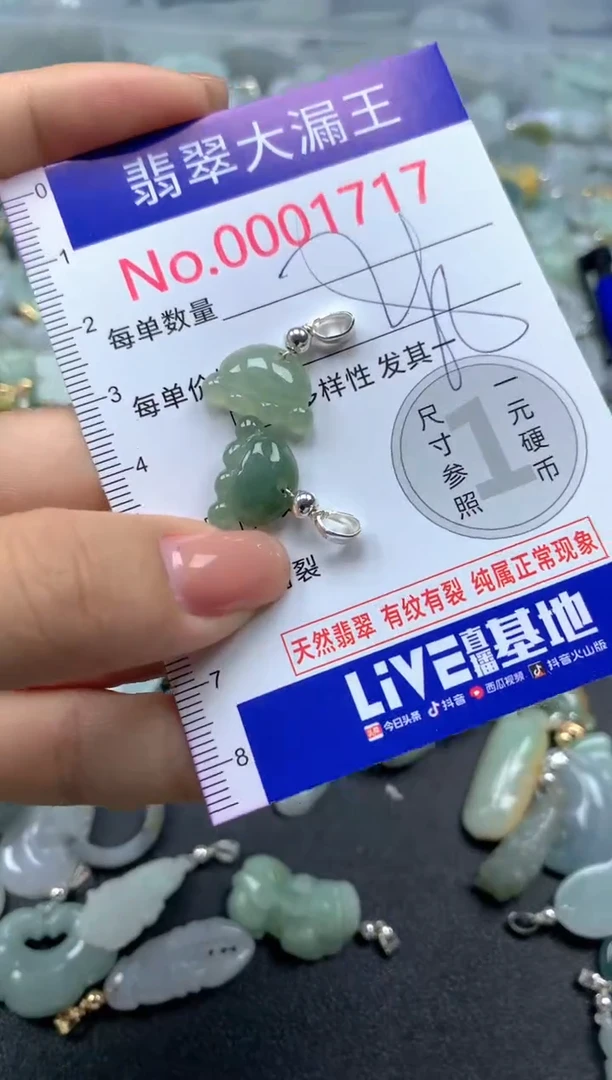 翡翠大漏王
No.0001717
每单数量
每单价
多样性 发其一
裂
0
1
2
3
4
7
8
尺寸参照
1
一元硬币
天然翡翠 有纹有裂 纯属正常现象
LiVE直播基地
今日头条 抖音 西瓜视频 抖音火山版